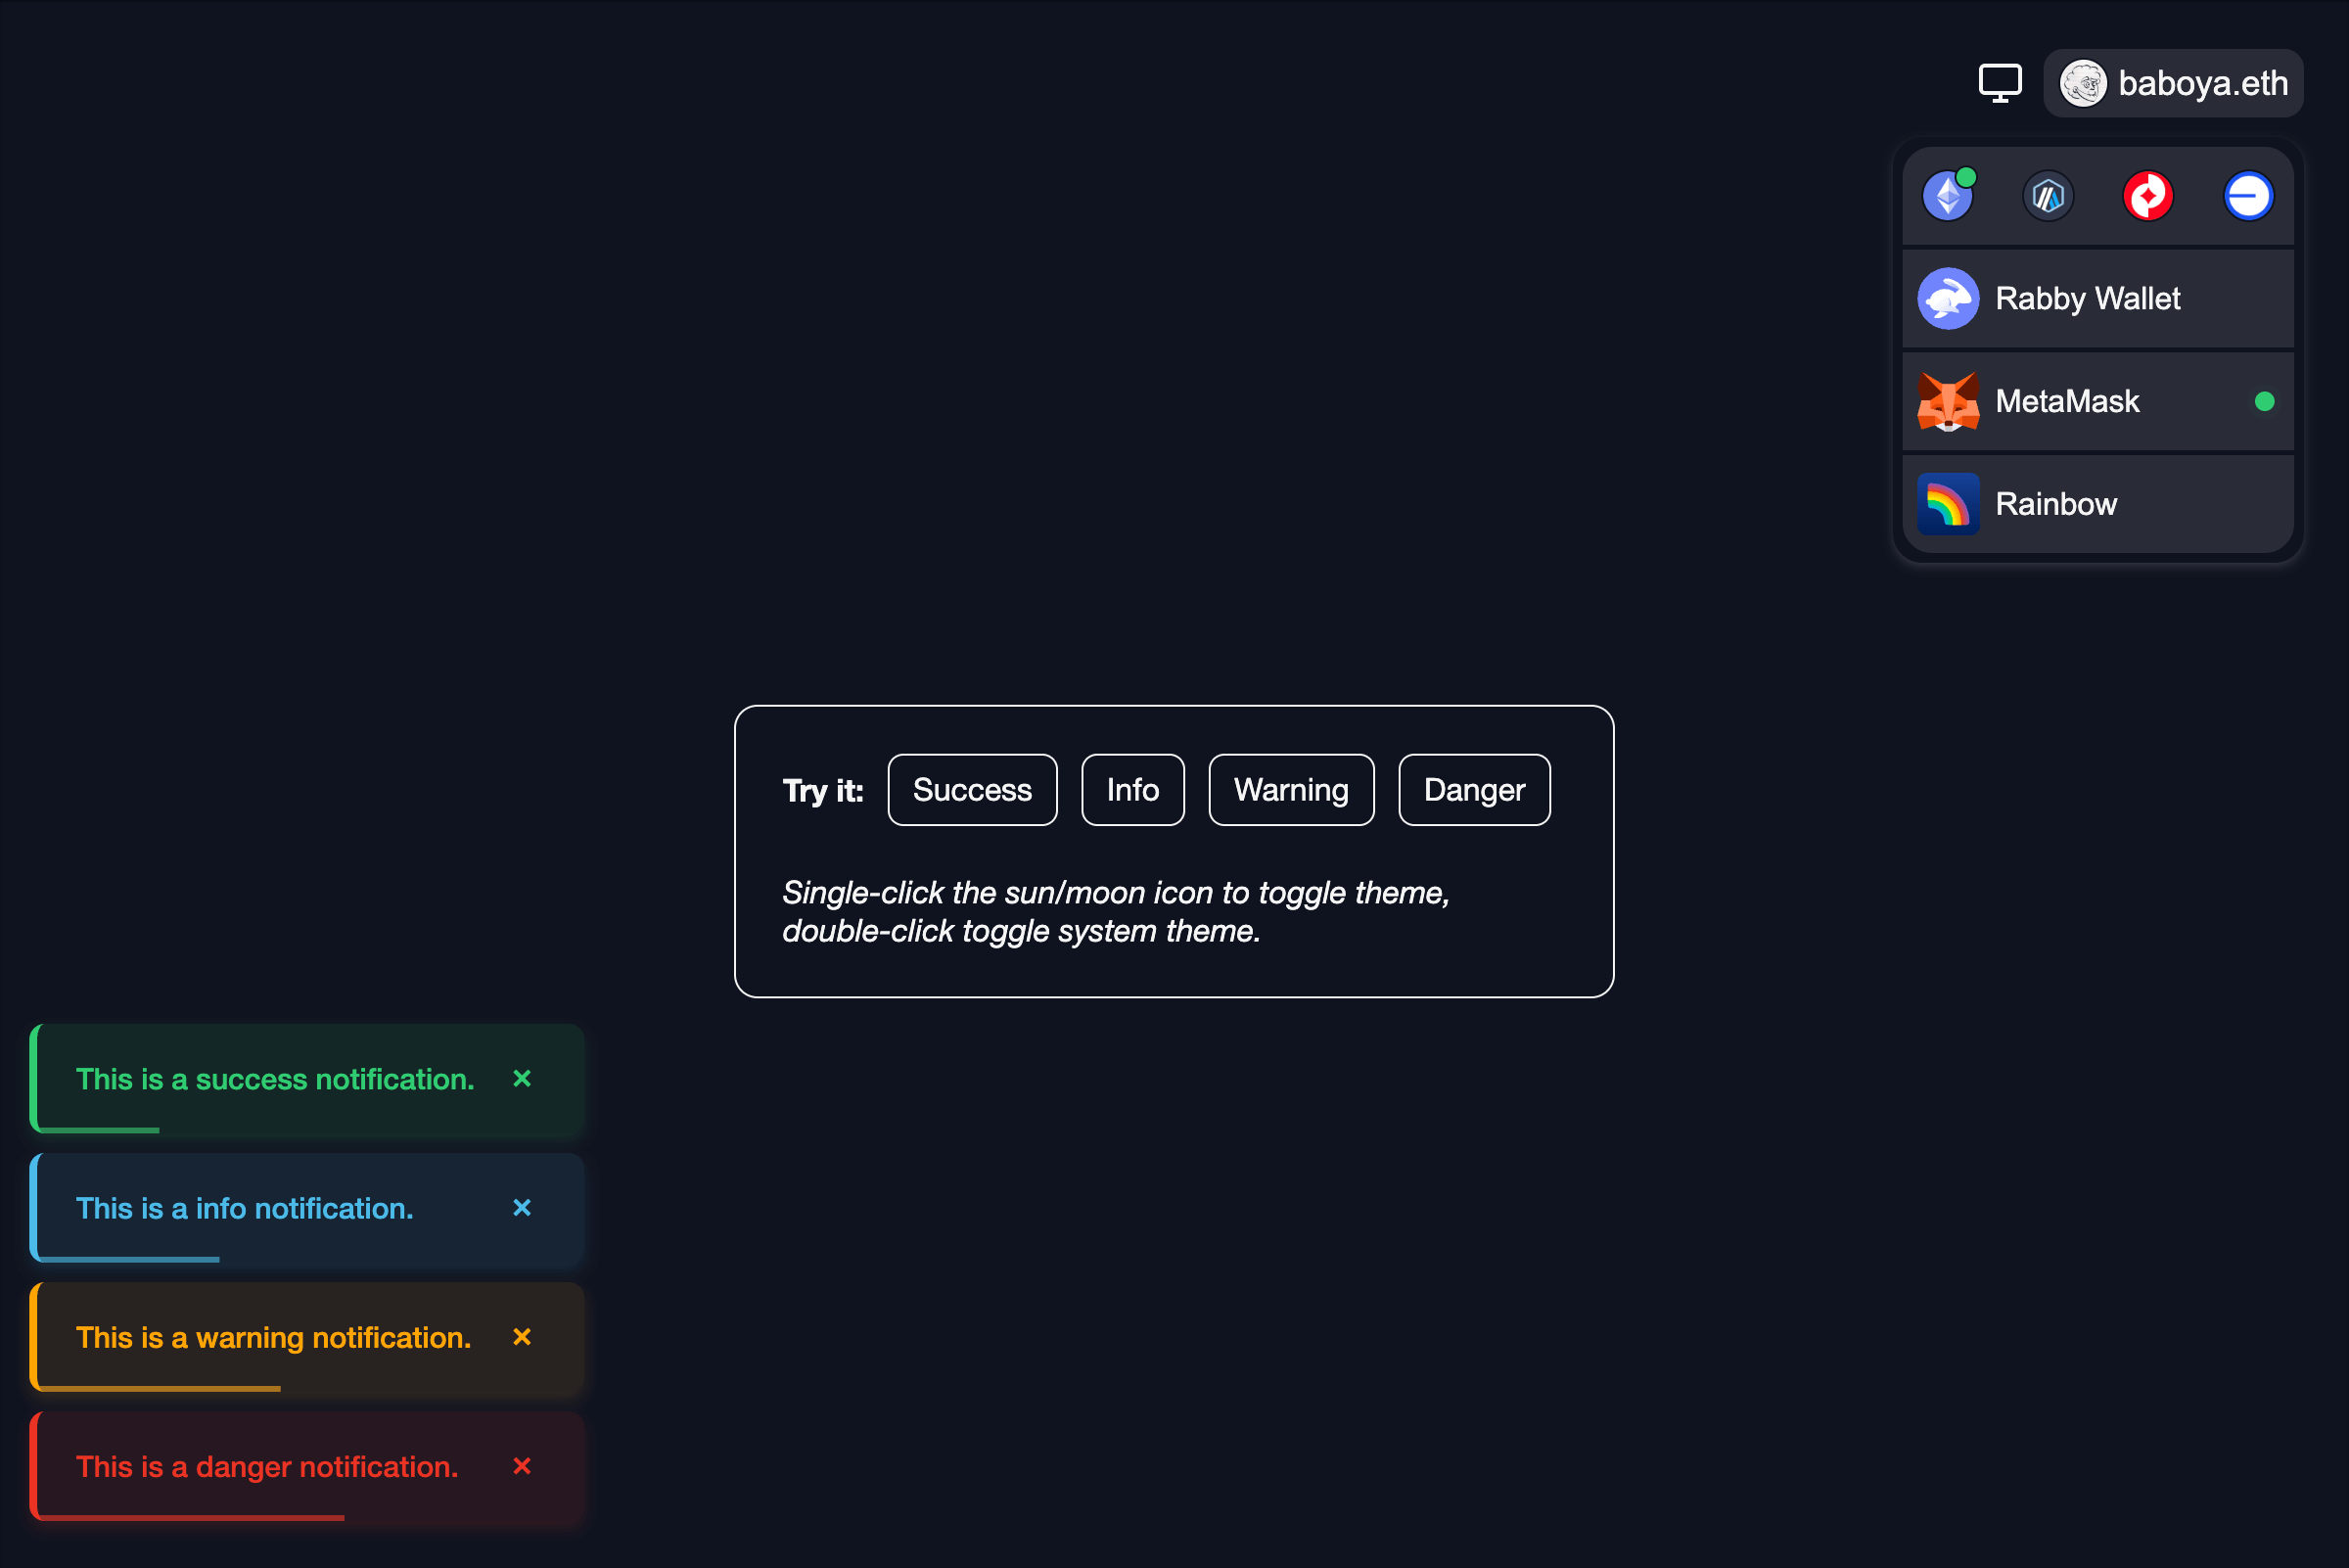 baboya.eth
Rabby Wallet
MetaMask
Rainbow
Try it: Success Info Warning Danger
Single-click the sun/moon icon to toggle theme,
double-click toggle system theme.
This is a success notification. ×
This is a info notification. ×
This is a warning notification. ×
This is a danger notification. ×